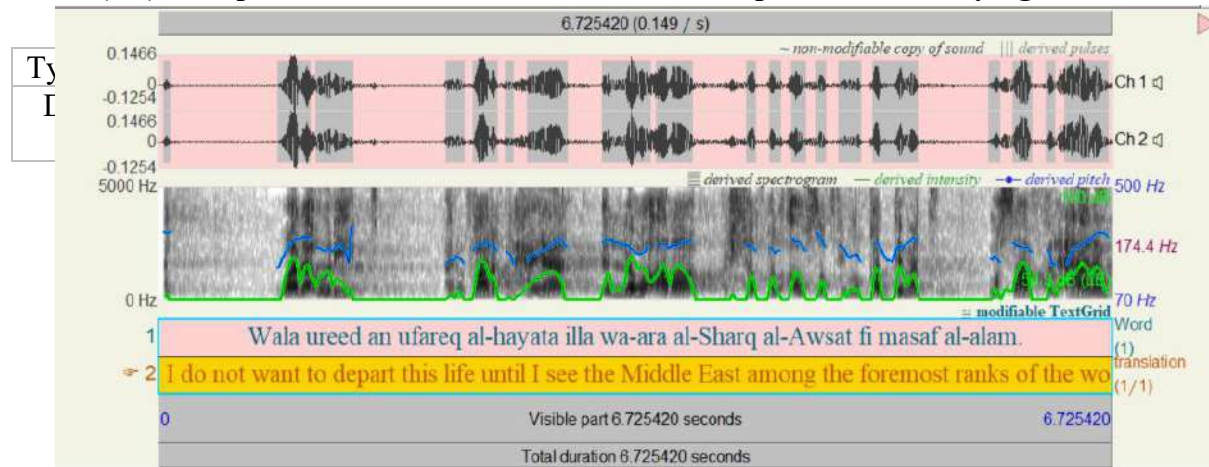 6.725420 (0.149 / s)
~ non-modifiable copy of sound ||| derived pulses
0.1466
0
-0.1254
Ch 1
0.1466
0
-0.1254
Ch 2
Ty
D
5000 Hz
derived spectrogram — derived intensity derived pitch
500 Hz
174.4 Hz
0 Hz
70 Hz
modifiable TextGrid
1 Wala ureed an ufareq al-hayata illa wa-ara al-Sharq al-Awsat fi masaf al-alam.
Word
(1)
2 I do not want to depart this life until I see the Middle East among the foremost ranks of the wo
translation
(1/1)
0 Visible part 6.725420 seconds 6.725420
Total duration 6.725420 seconds